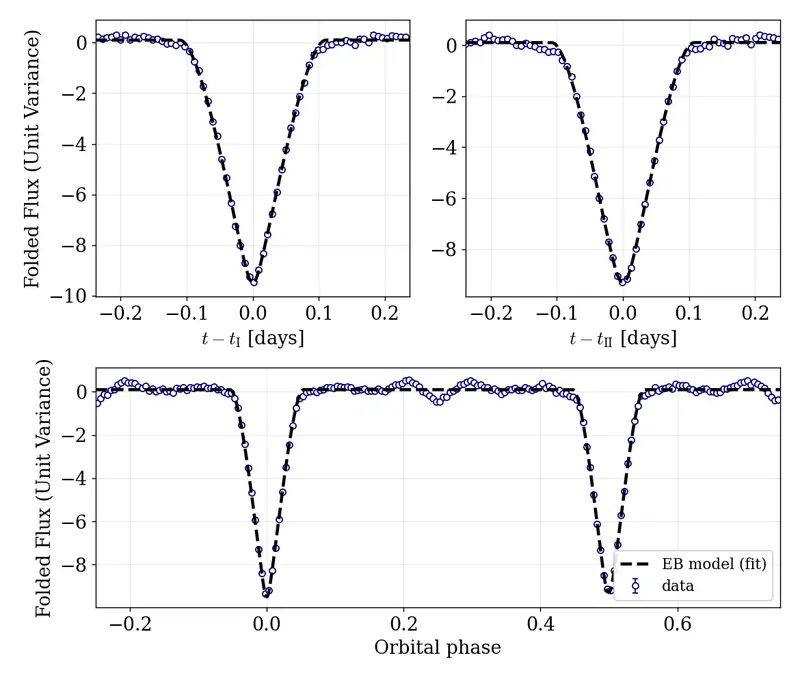 Folded Flux (Unit Variance)
0
−2
−4
−6
−8
−10
−0.2 −0.1 0.0 0.1 0.2
t − tI [days]
0
−2
−4
−6
−8
−0.2 −0.1 0.0 0.1 0.2
t − tII [days]
Folded Flux (Unit Variance)
0
−2
−4
−6
−8
−0.2 0.0 0.2 0.4 0.6
Orbital phase
EB model (fit)
data